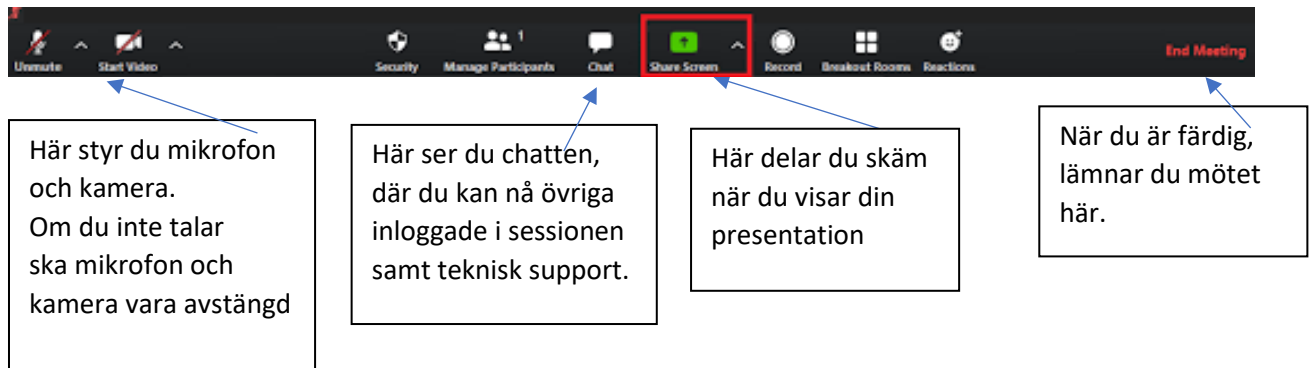 1
Unmute Start Video Security Manage Participants Chat Share Screen Record Breakout Rooms Reactions End Meeting
Här styr du mikrofon
och kamera.
Om du inte talar
ska mikrofon och
kamera vara avstängd
Här ser du chatten,
där du kan nå övriga
inloggade i sessionen
samt teknisk support.
Här delar du skäm
när du visar din
presentation
När du är färdig,
lämnar du mötet
här.